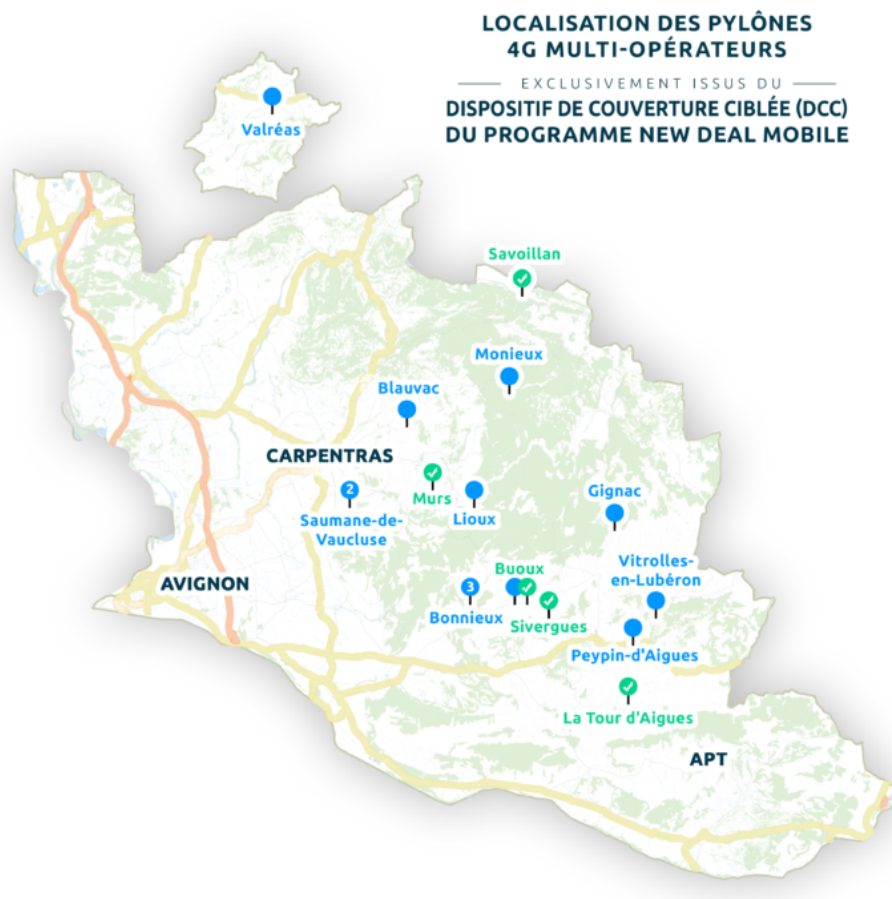 LOCALISATION DES PYLÔNES
4G MULTI-OPÉRATEURS
EXCLUSIVEMENT ISSUS DU
DISPOSITIF DE COUVERTURE CIBLÉE (DCC)
DU PROGRAMME NEW DEAL MOBILE
Valréas
Savoillan
Monieux
Blauvac
CARPENTRAS
Murs
2
Saumane-de-
Vaucluse
Lioux
Gignac
Vitrolles-
en-Lubéron
Buoux
AVIGNON
3
Bonnieux
Sivergues
Peypin-d'Aigues
La Tour d'Aigues
APT